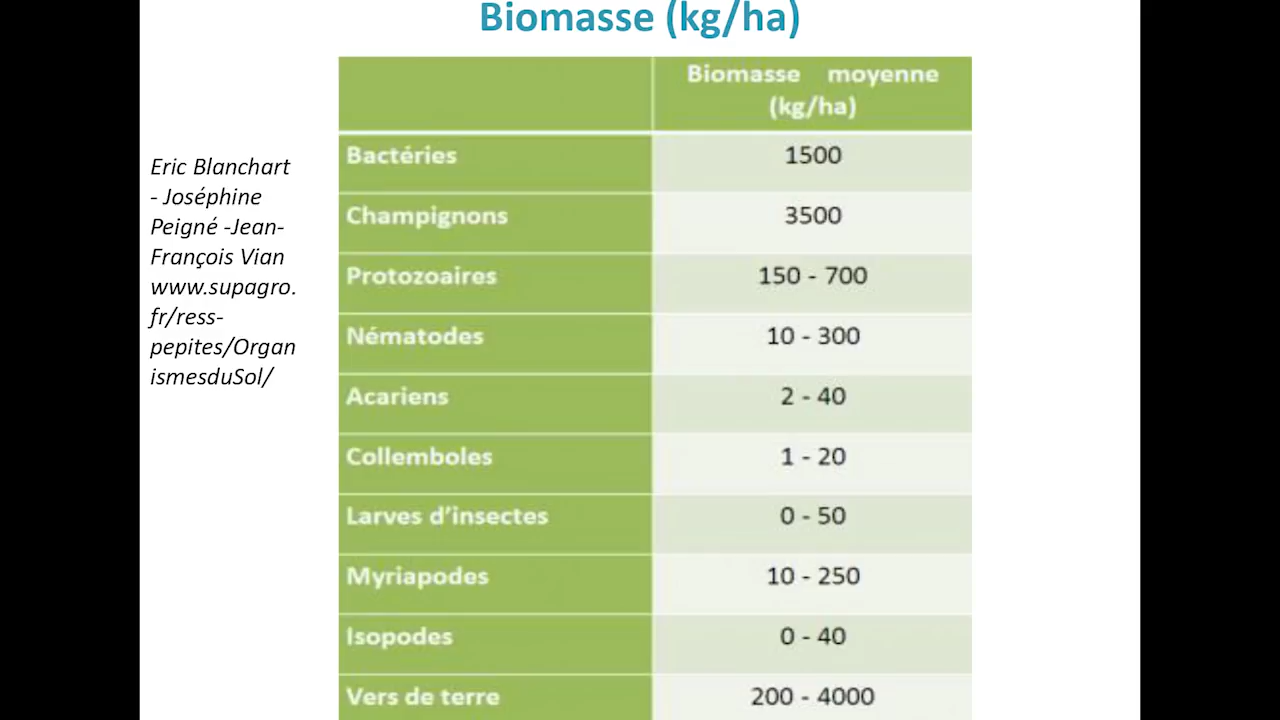 Biomasse (kg/ha)
Eric Blanchart
- Joséphine
Peigné -Jean-
François Vian
www.supagro.
fr/ress-
pepites/Organ
ismesduSol/
Biomasse moyenne
(kg/ha)
Bactéries 1500
Champignons 3500
Protozoaires 150 - 700
Nématodes 10 - 300
Acariens 2 - 40
Collemboles 1 - 20
Larves d’insectes 0 - 50
Myriapodes 10 - 250
Isopodes 0 - 40
Vers de terre 200 - 4000